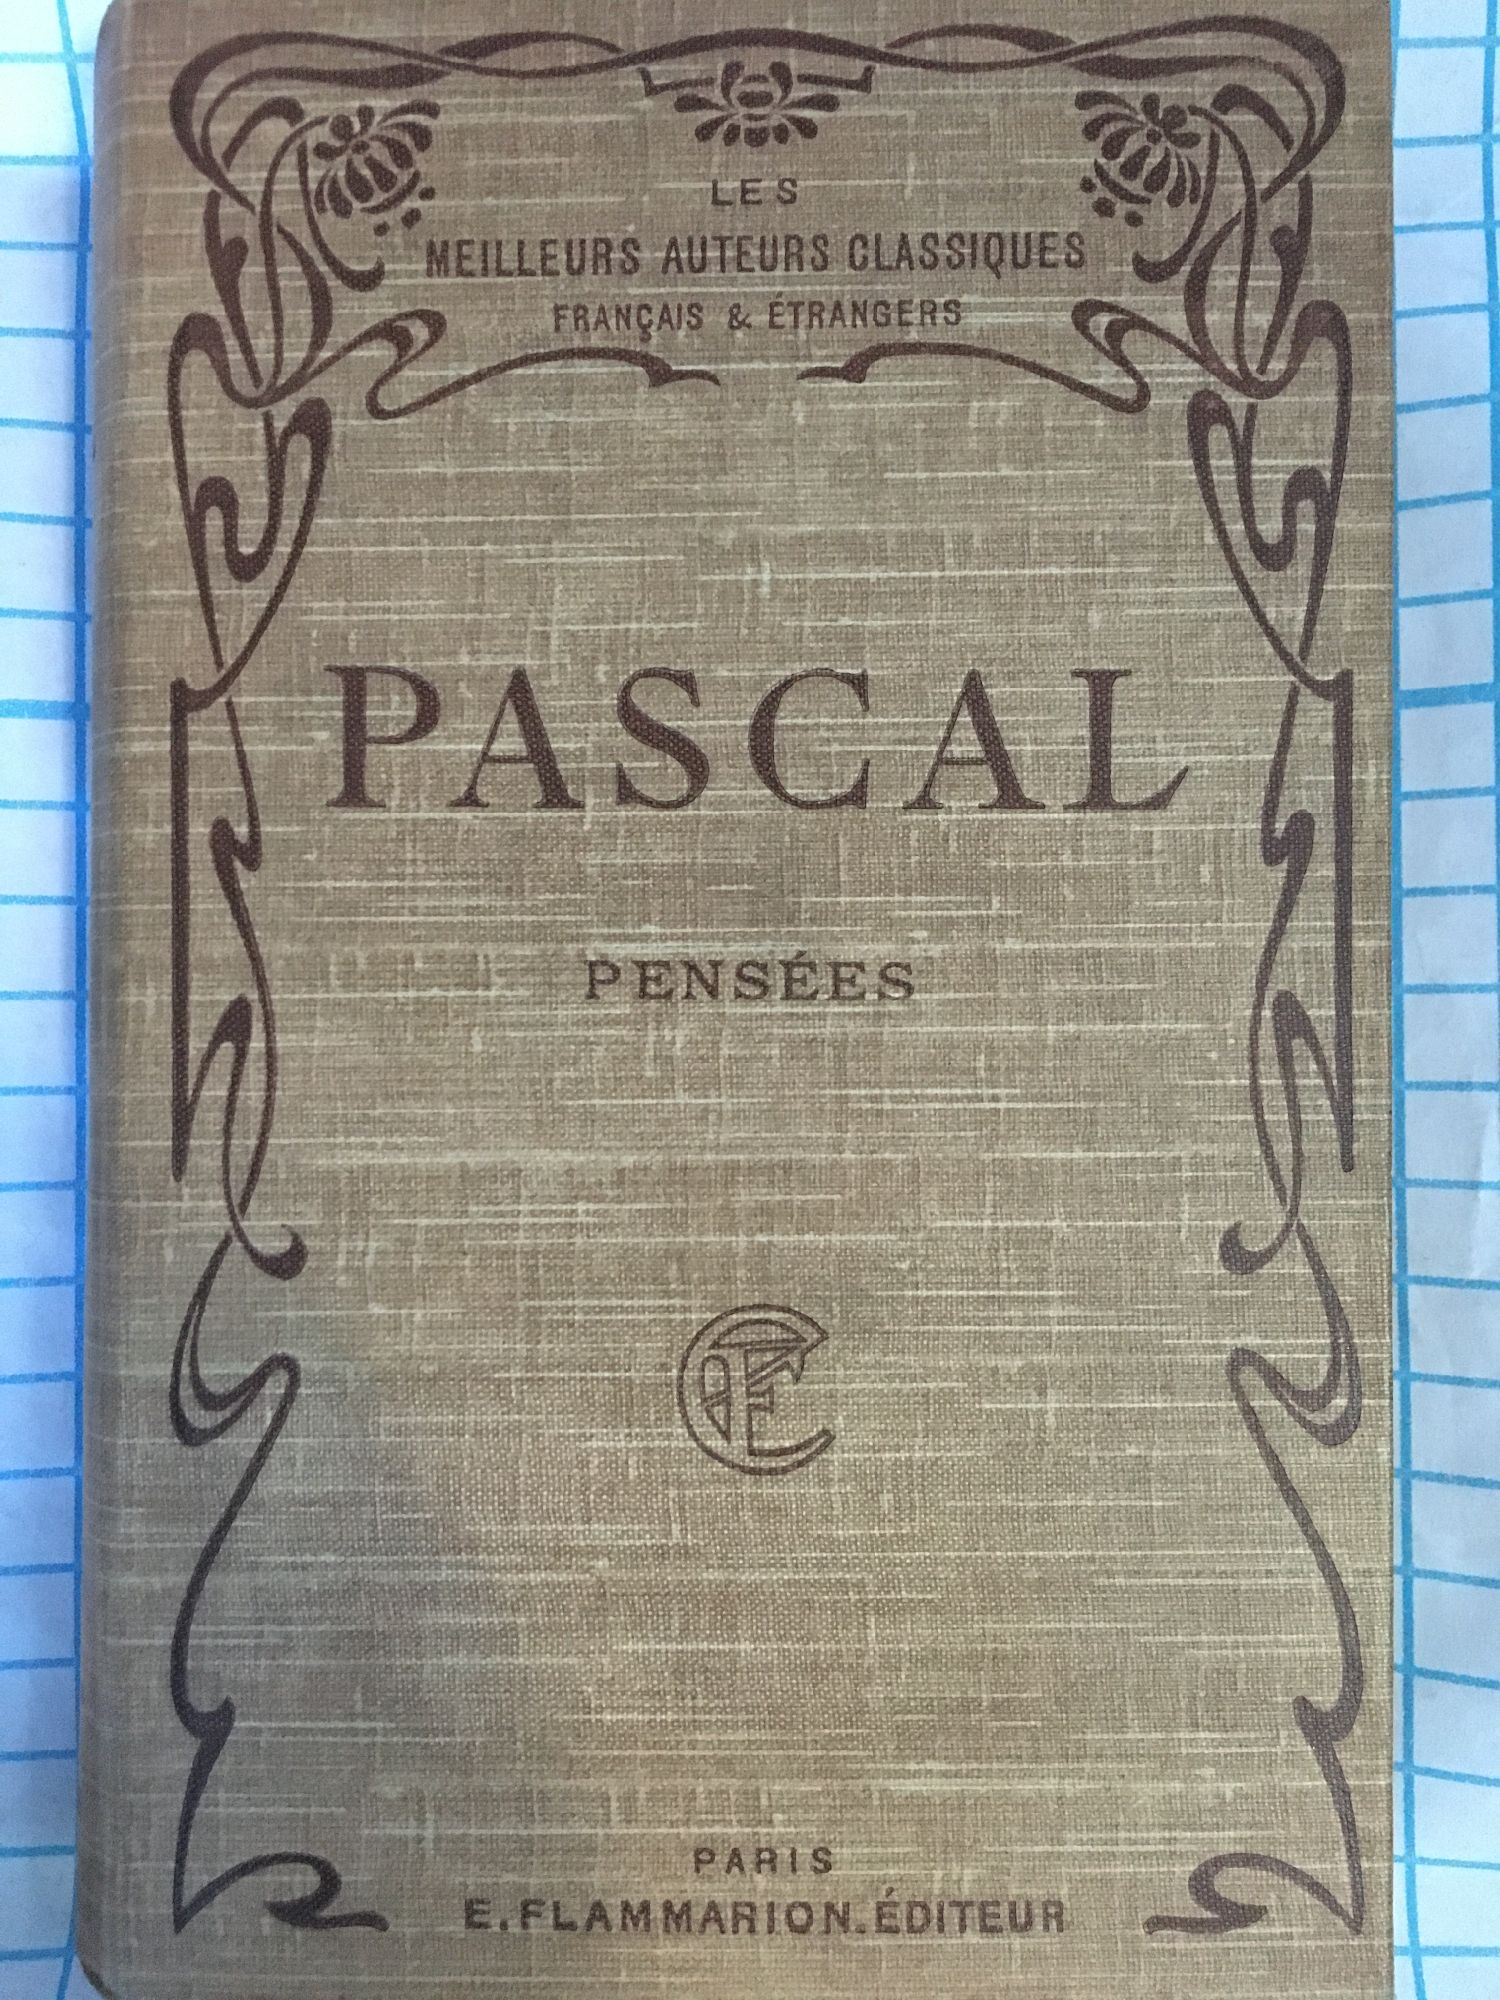 LES
MEILLEURS AUTEURS CLASSIQUES
FRANÇAIS & ÉTRANGERS
PASCAL
PENSÉES
PARIS
E. FLAMMARION. ÉDITEUR